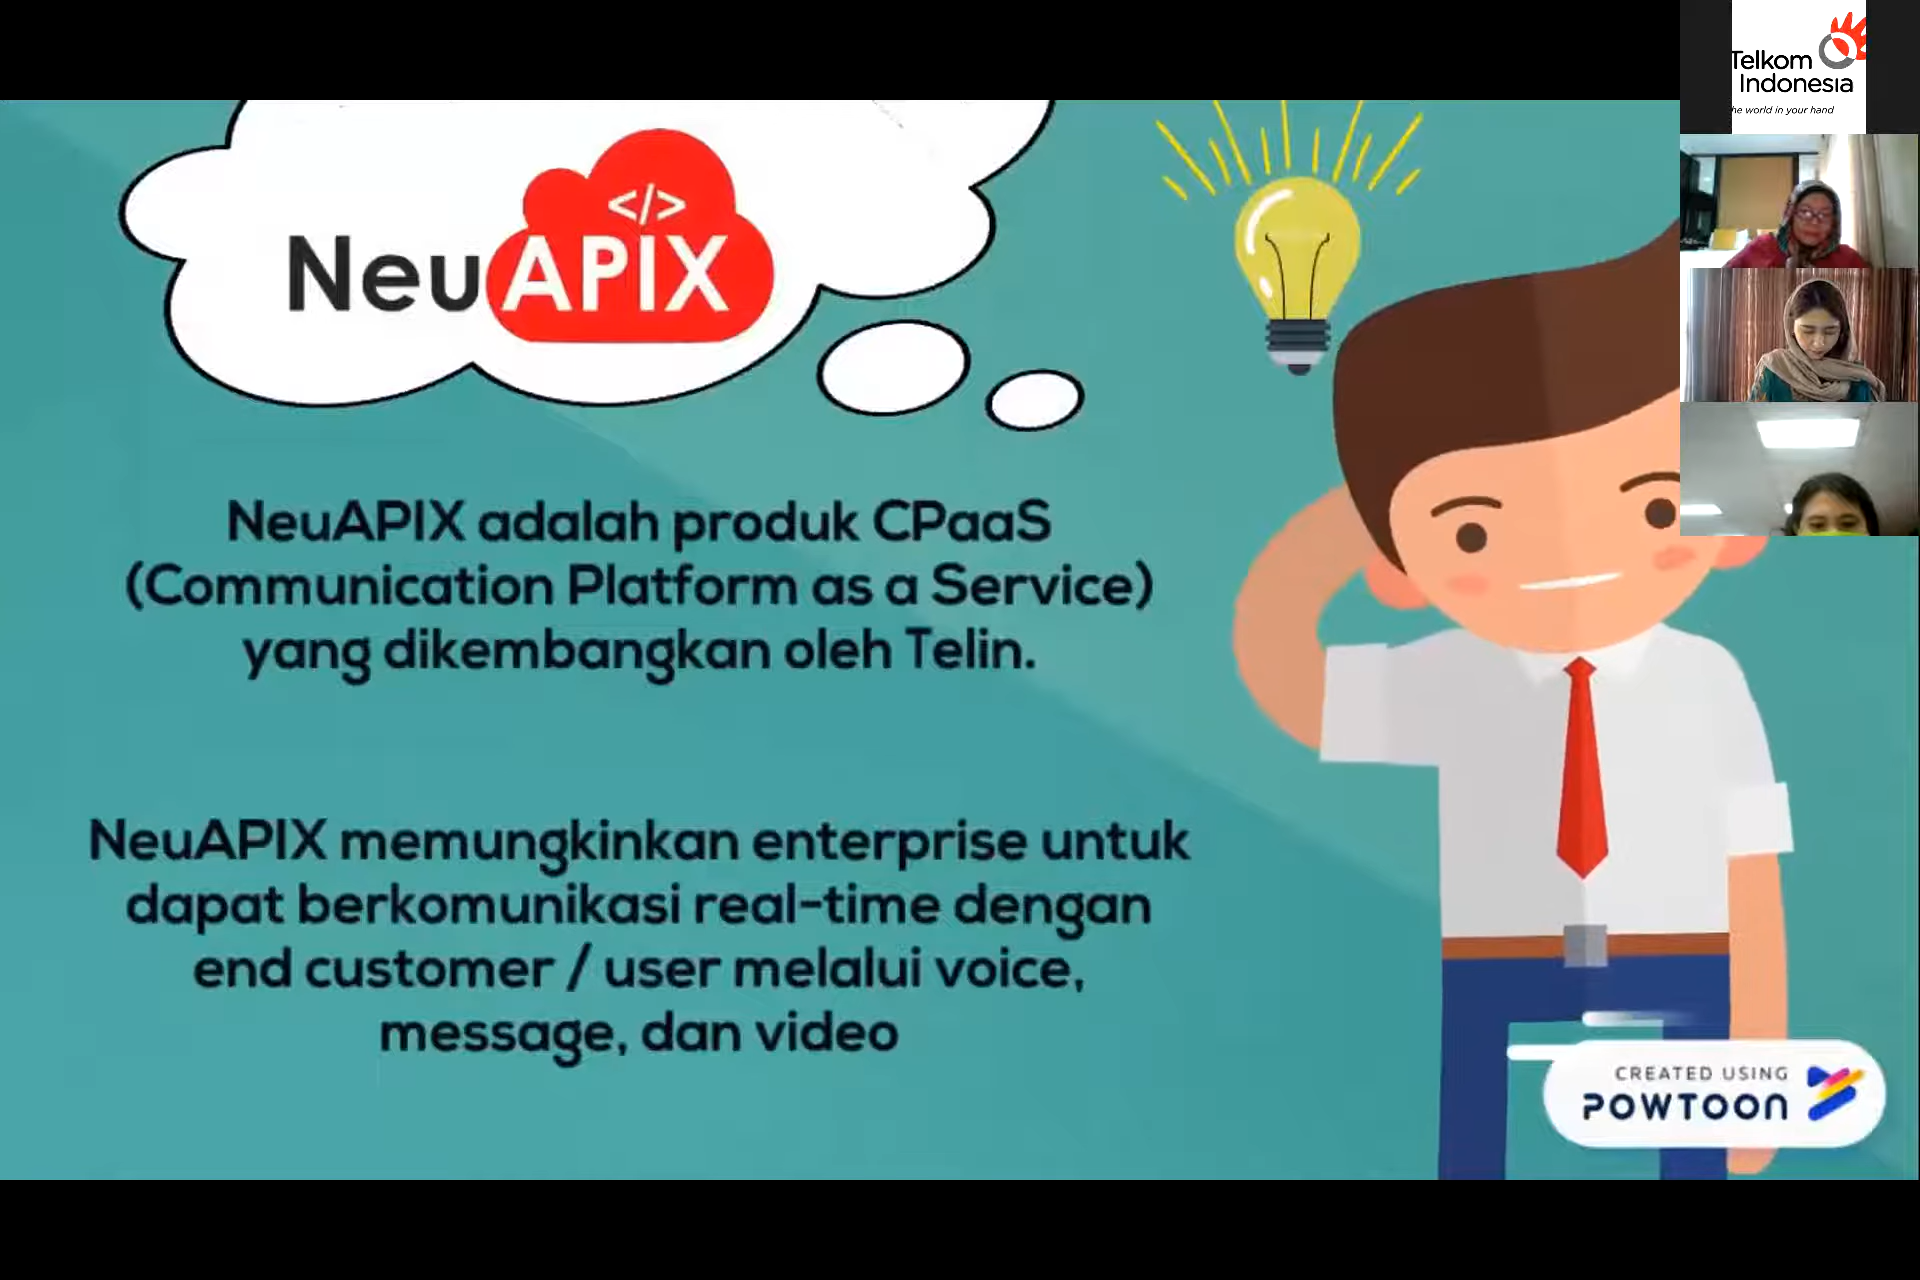 Telkom
Indonesia
he world in your hand
</>
NeuAPIX
NeuAPIX adalah produk CPaaS
(Communication Platform as a Service)
yang dikembangkan oleh Telin.
NeuAPIX memungkinkan enterprise untuk
dapat berkomunikasi real-time dengan
end customer / user melalui voice,
message, dan video
CREATED USING
POWTOON